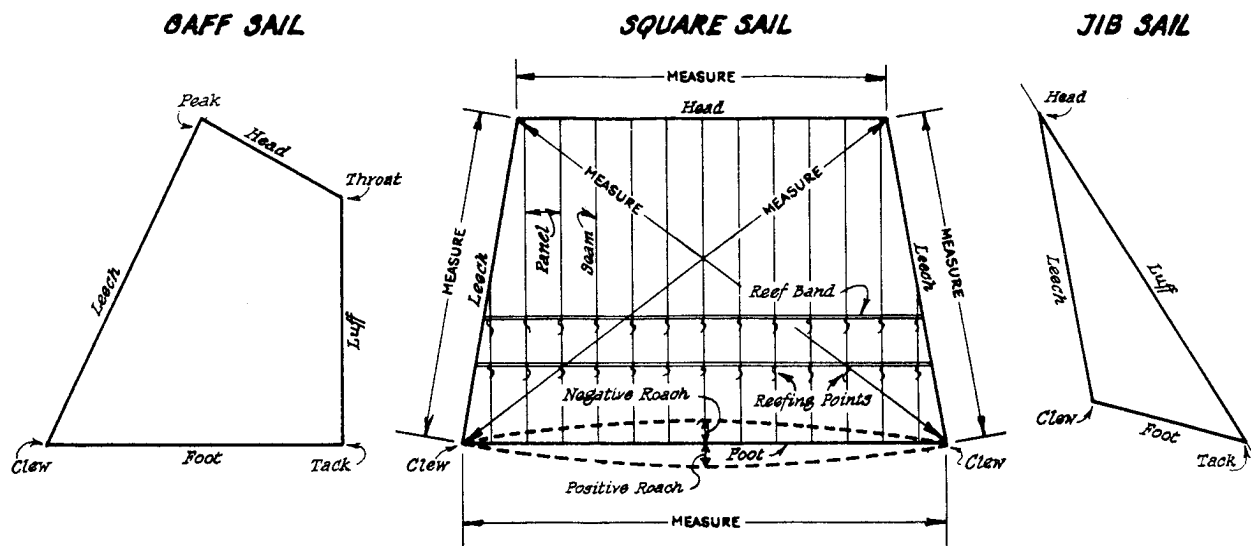 GAFF SAIL
Peak
Head
Throat
Leech
Luff
Clew
Foot
Tack
SQUARE SAIL
MEASURE
Head
MEASURE
MEASURE
MEASURE
MEASURE
Leech
Panel
Seam
Leech
Reef Band
Negative Roach
Reefing Points
Clew
Foot
Clew
Positive Roach
MEASURE
JIB SAIL
Head
Leech
Luff
Clew
Foot
Tack